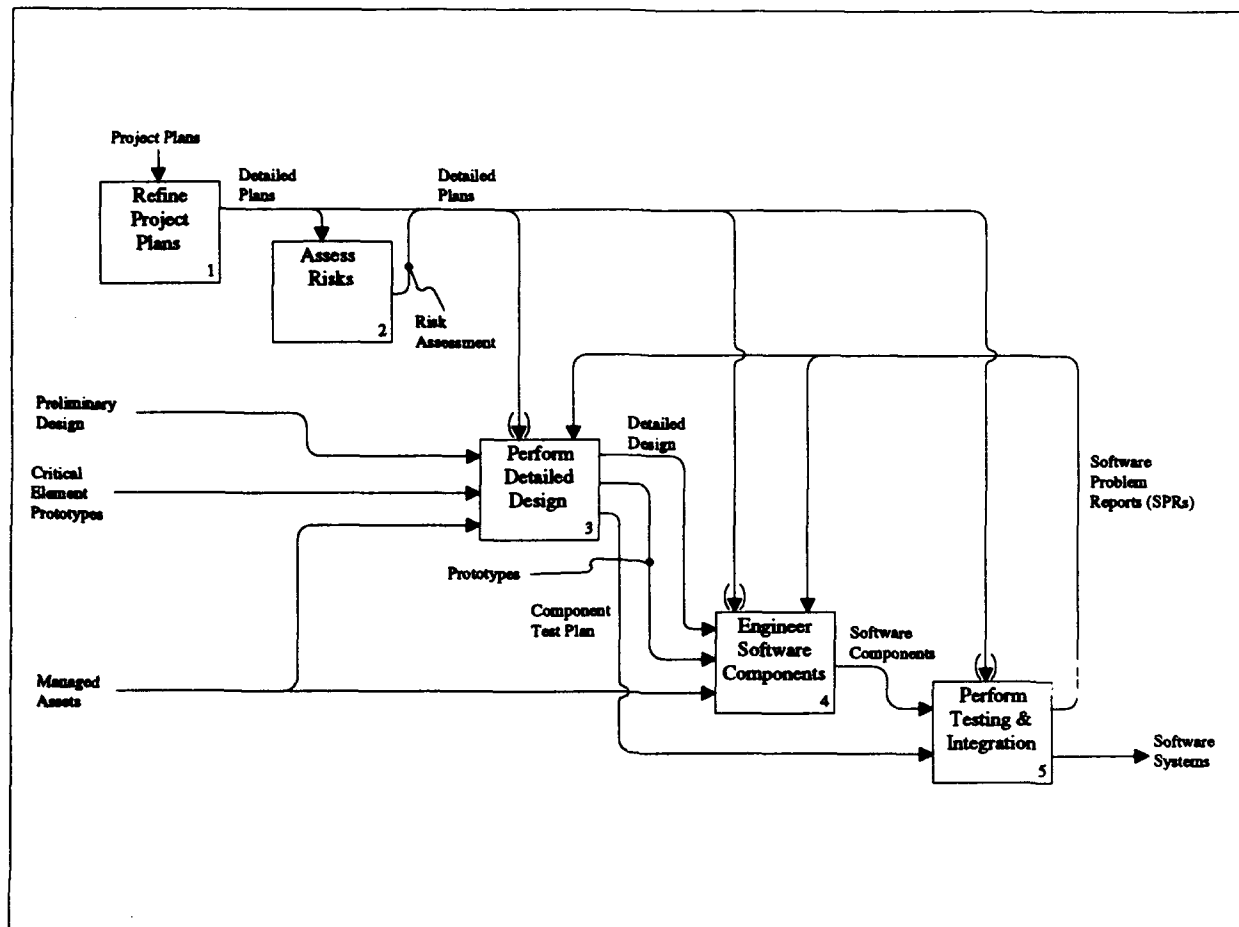 Project Plans
Refine
Project
Plans
1
Detailed
Plans
Detailed
Plans
Assess
Risks
2
Risk
Assessment
Preliminary
Design
Critical
Element
Prototypes
Perform
Detailed
Design
3
Detailed
Design
Software
Problem
Reports (SPRs)
Prototypes
Component
Test Plan
Engineer
Software
Components
4
Software
Components
Managed
Assets
Perform
Testing &
Integration
5
Software
Systems